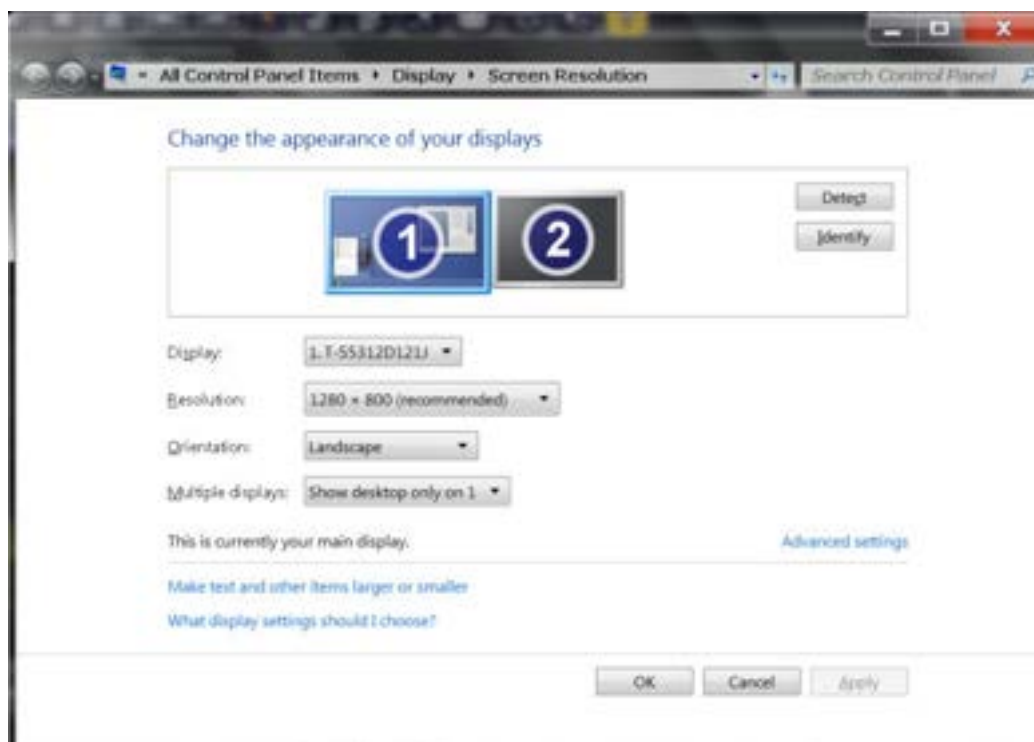 All Control Panel Items Display Screen Resolution Search Control Panel
Change the appearance of your displays
1 2 Detect
Identify
Display:
Resolution: 1280 × 800 (recommended)
Orientation: Landscape
Multiple displays: Show desktop only on 1
This is currently your main display. Advanced settings
Make text and other items larger or smaller
What display settings should I choose?
OK Cancel Apply